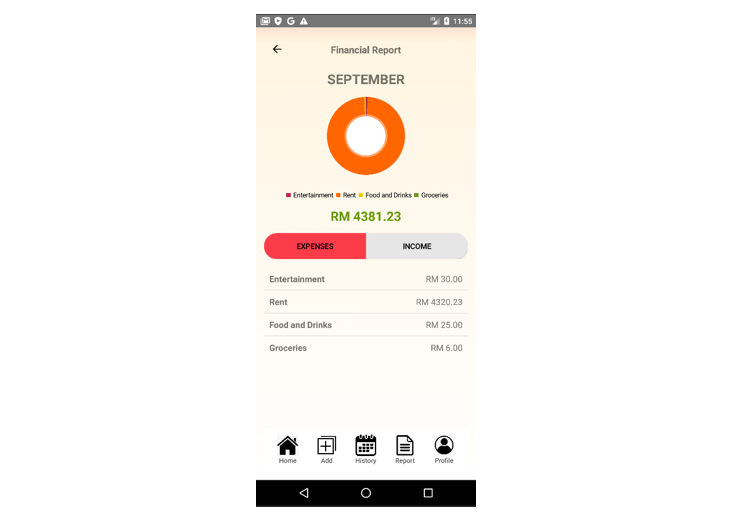 11:55
Financial Report
SEPTEMBER
Entertainment Rent Food and Drinks Groceries
RM 4381.23
EXPENSES INCOME
Entertainment RM 30.00
Rent RM 4320.23
Food and Drinks RM 25.00
Groceries RM 6.00
Home Add History Report Profile